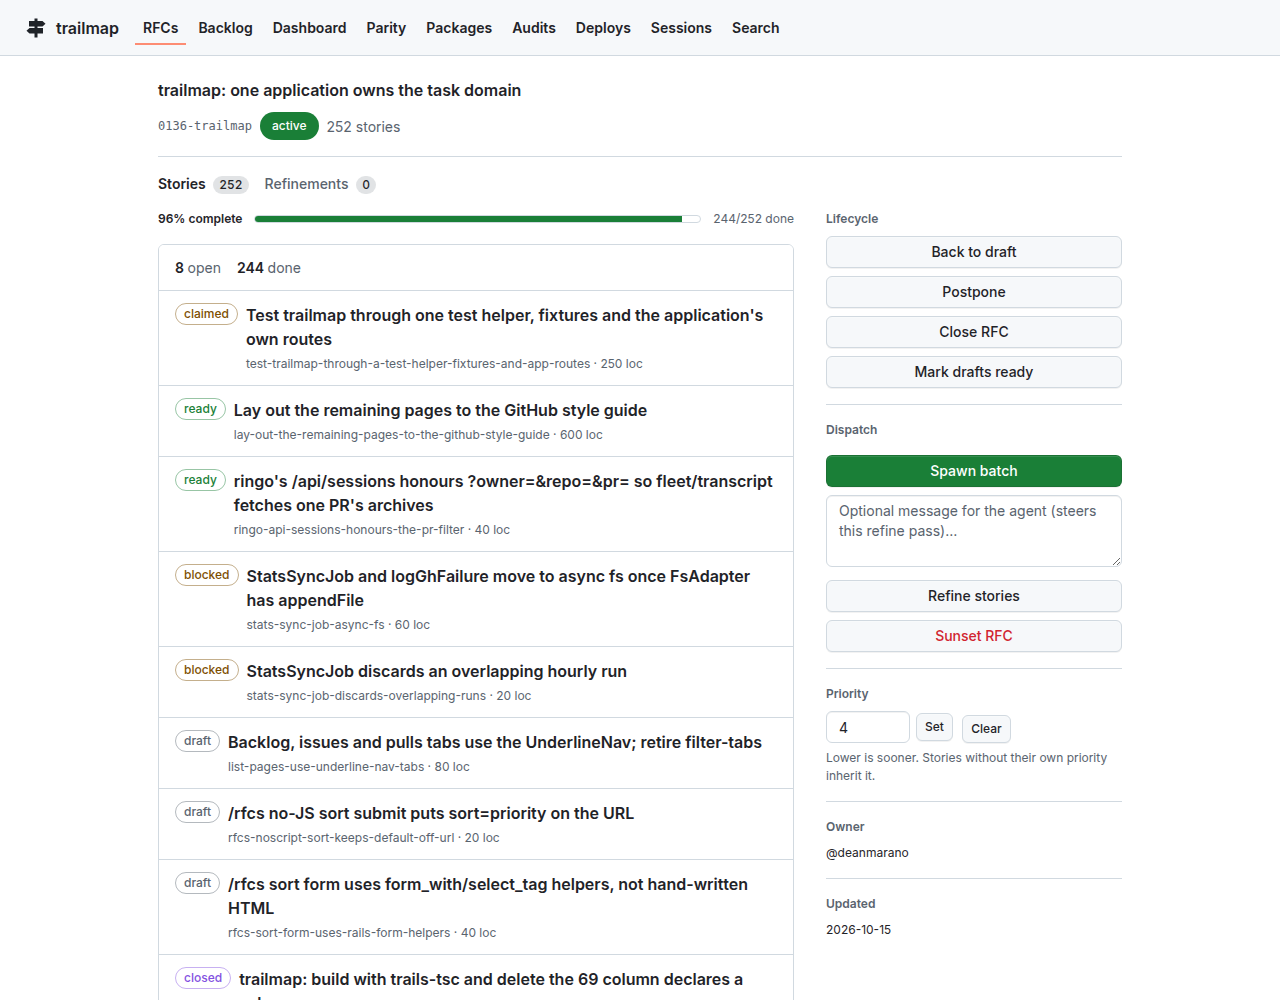 trailmap RFCs Backlog Dashboard Parity Packages Audits Deploys Sessions Search
trailmap: one application owns the task domain
0136-trailmap active 252 stories
Stories 252 Refinements 0
96% complete 244/252 done
8 open 244 done
claimed Test trailmap through one test helper, fixtures and the application's
own routes
test-trailmap-through-a-test-helper-fixtures-and-app-routes · 250 loc
ready Lay out the remaining pages to the GitHub style guide
lay-out-the-remaining-pages-to-the-github-style-guide · 600 loc
ready ringo's /api/sessions honours ?owner=&repo=&pr= so fleet/transcript
fetches one PR's archives
ringo-api-sessions-honours-the-pr-filter · 40 loc
blocked StatsSyncJob and logGhFailure move to async fs once FsAdapter
has appendFile
stats-sync-job-async-fs · 60 loc
blocked StatsSyncJob discards an overlapping hourly run
stats-sync-job-discards-overlapping-runs · 20 loc
draft Backlog, issues and pulls tabs use the UnderlineNav; retire filter-tabs
list-pages-use-underline-nav-tabs · 80 loc
draft /rfcs no-JS sort submit puts sort=priority on the URL
rfcs-noscript-sort-keeps-default-off-url · 20 loc
draft /rfcs sort form uses form_with/select_tag helpers, not hand-written
HTML
rfcs-sort-form-uses-rails-form-helpers · 40 loc
closed trailmap: build with trails-tsc and delete the 69 column declares a
Lifecycle
Back to draft
Postpone
Close RFC
Mark drafts ready
Dispatch
Spawn batch
Optional message for the agent (steers
this refine pass)...
Refine stories
Sunset RFC
Priority
4 Set Clear
Lower is sooner. Stories without their own priority
inherit it.
Owner
@deanmarano
Updated
2026-10-15